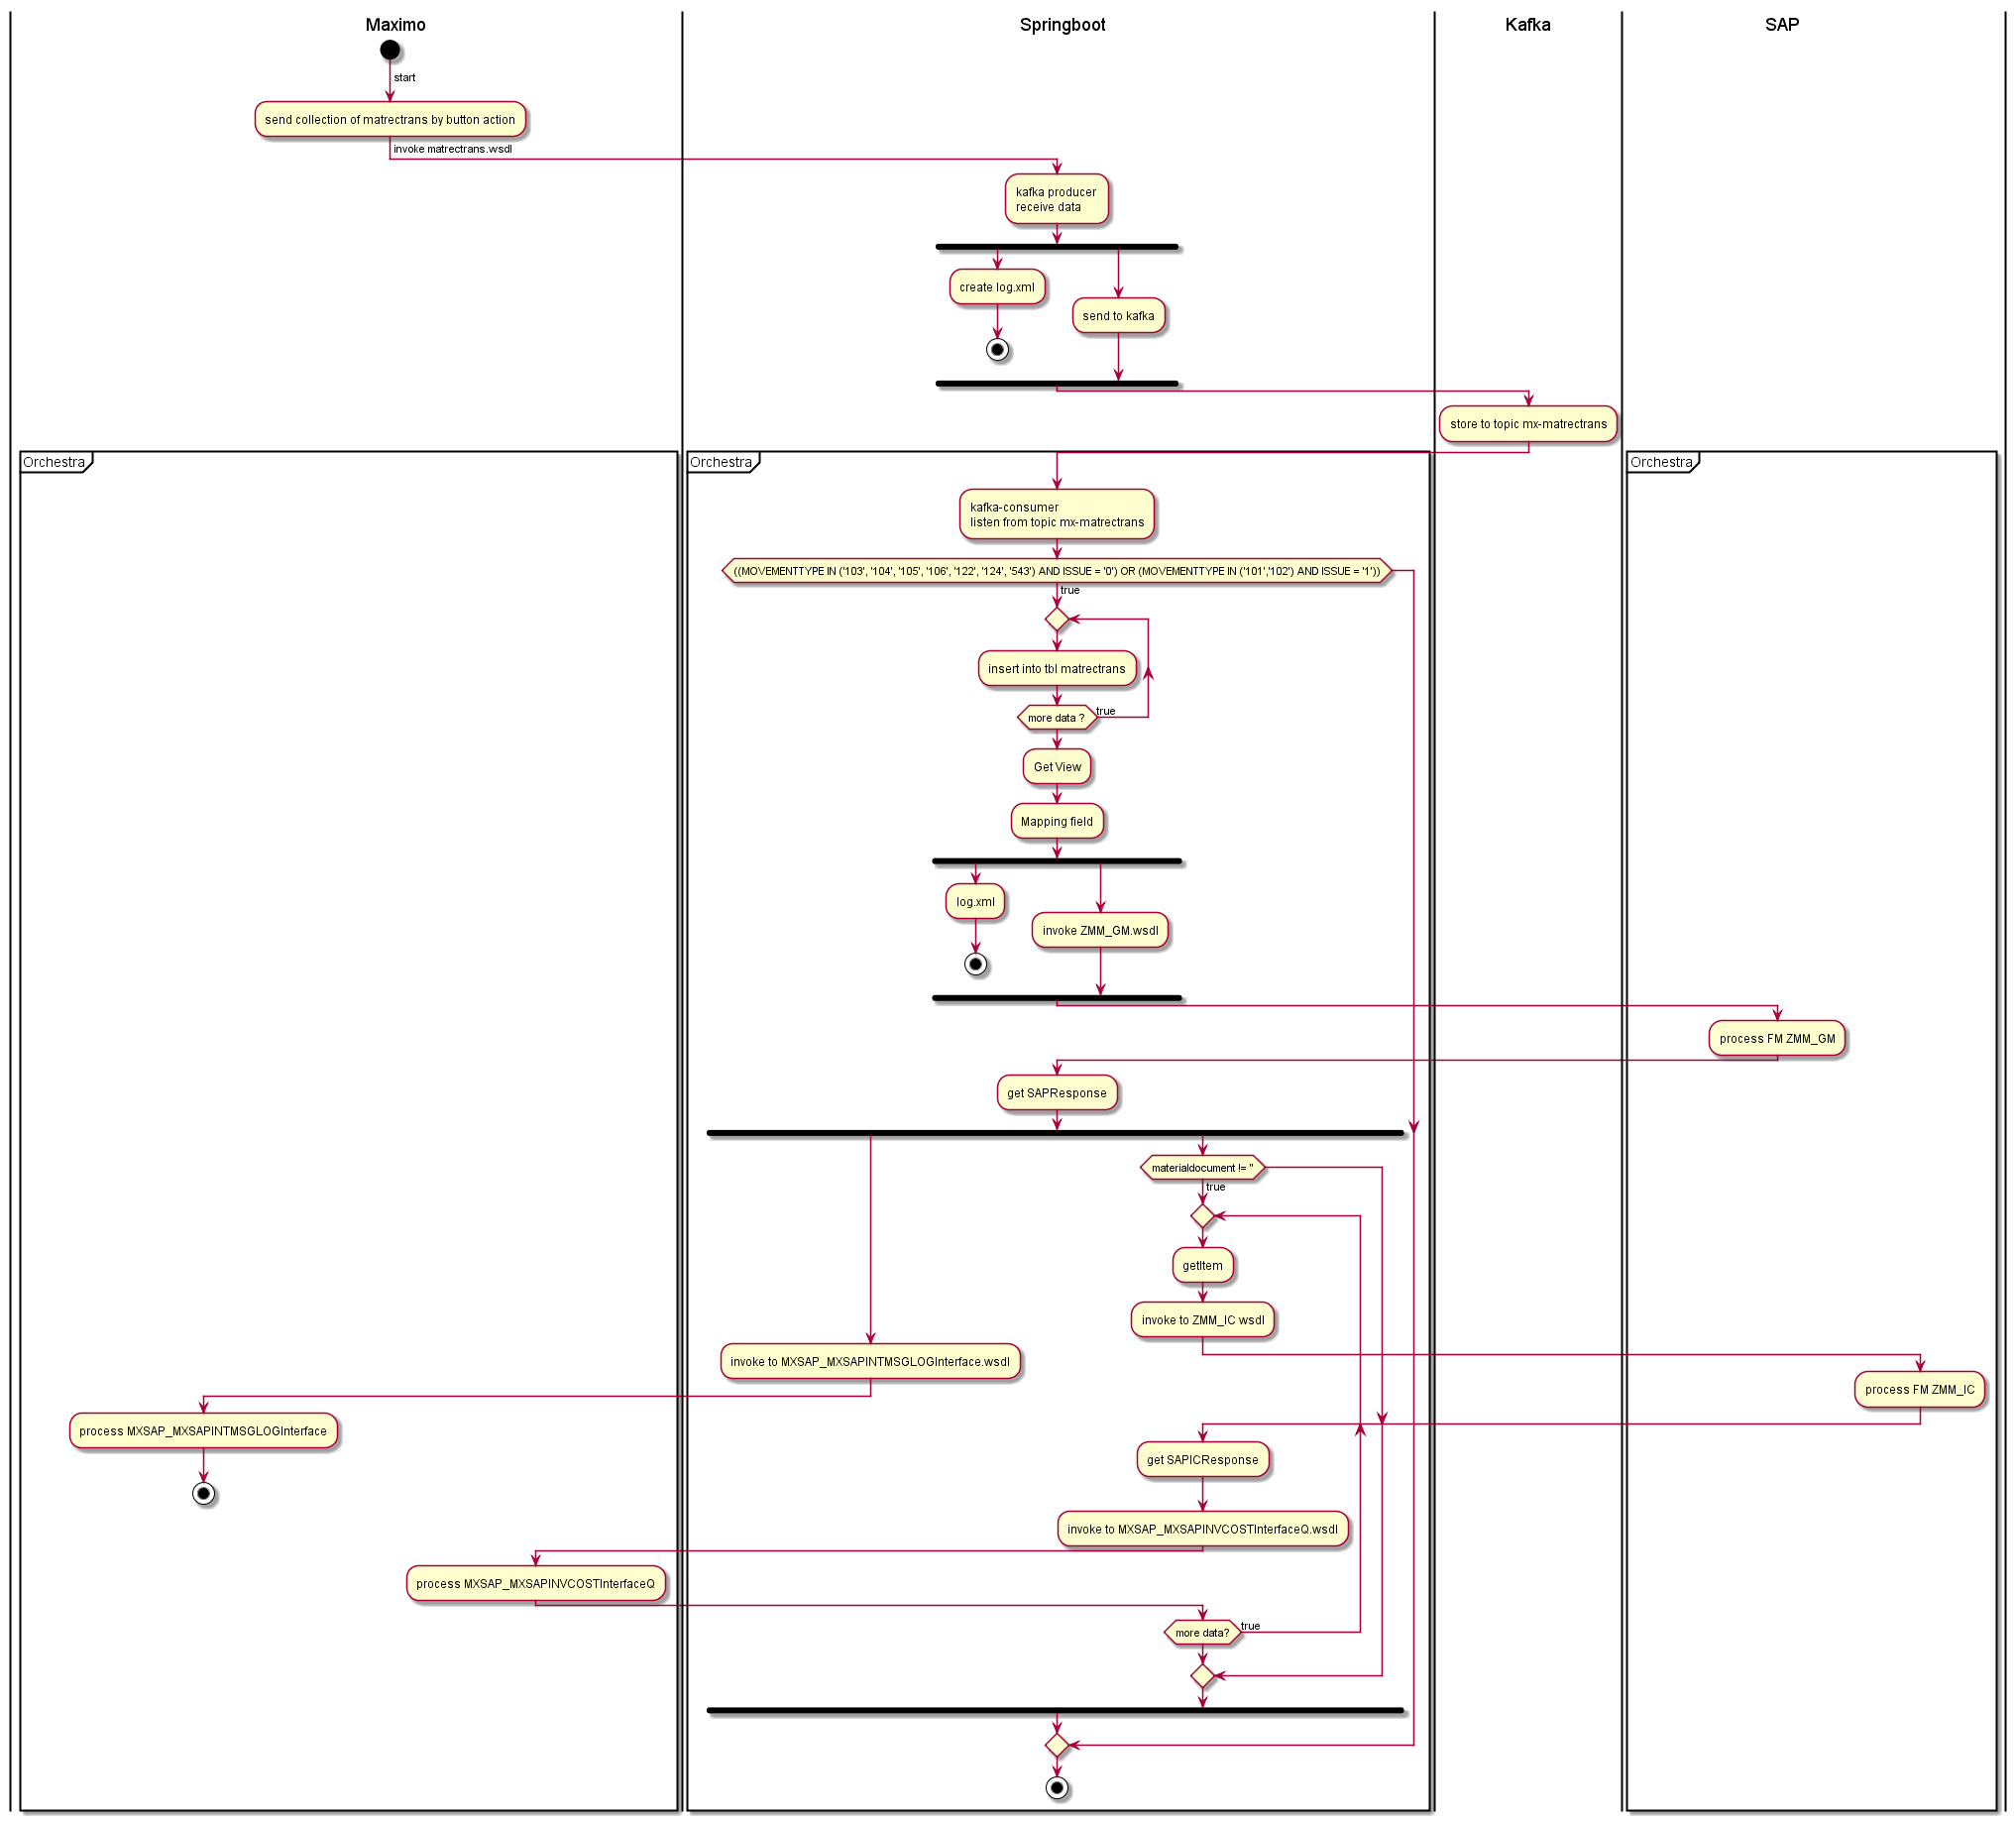 Maximo
Springboot
Kafka
SAP
start
send collection of matrectrans by button action
invoke matrectrans.wsdl
kafka producer
receive data
create log.xml
send to kafka
store to topic mx-matrectrans
Orchestra
Orchestra
Orchestra
kafka-consumer
listen from topic mx-matrectrans
((MOVEMENTTYPE IN ('103', '104', '105', '106', '122', '124', '543') AND ISSUE = '0') OR (MOVEMENTTYPE IN ('101','102') AND ISSUE = '1'))
true
insert into tbl matrectrans
more data ?
true
Get View
Mapping field
log.xml
invoke ZMM_GM.wsdl
process FM ZMM_GM
get SAPResponse
materialdocument != ''
true
getItem
invoke to ZMM_IC wsdl
invoke to MXSAP_MXSAPINTMSGLOGInterface.wsdl
process FM ZMM_IC
process MXSAP_MXSAPINTMSGLOGInterface
get SAPICResponse
invoke to MXSAP_MXSAPINVCOSTInterfaceQ.wsdl
process MXSAP_MXSAPINVCOSTInterfaceQ
more data?
true